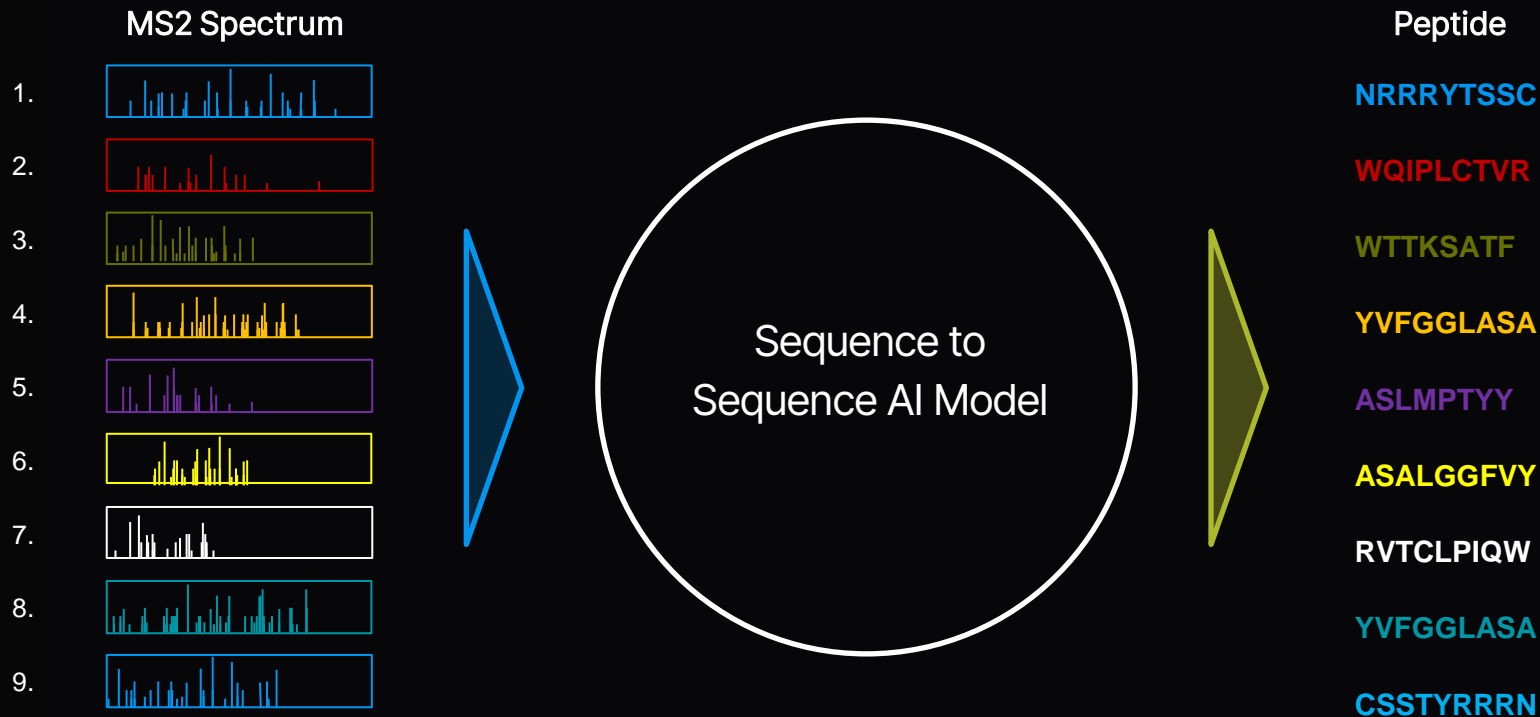 MS2 Spectrum
Peptide
1.
NRRRYTSSC
2.
WQIPLCTVR
3.
WTTKSATF
4.
YVFGGLASA
Sequence to
Sequence AI Model
5.
ASLMPTYY
6.
ASALGGFVY
7.
RVTCLPIQW
8.
YVFGGLASA
9.
CSSTYRRRN